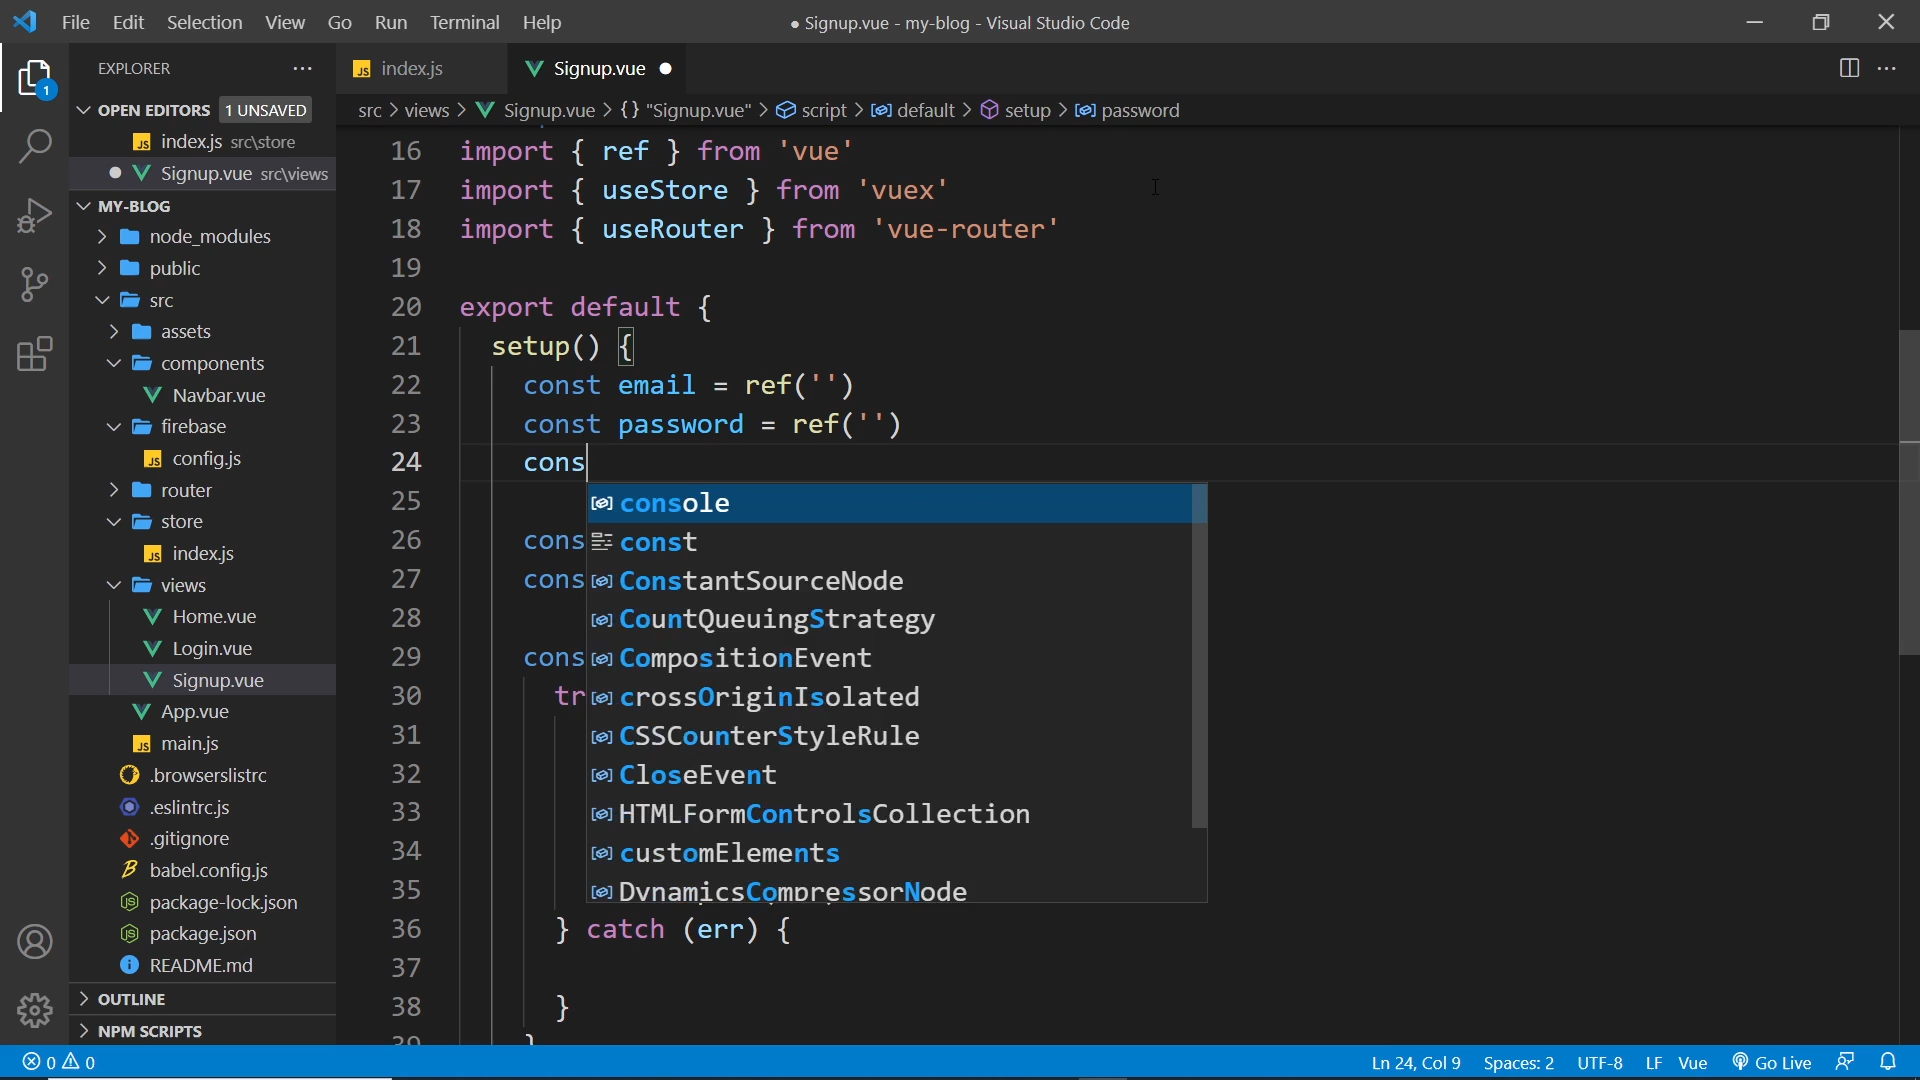 File Edit Selection View Go Run Terminal Help
● Signup.vue - my-blog - Visual Studio Code
EXPLORER
OPEN EDITORS 1 UNSAVED
index.js src\store
Signup.vue src\views
MY-BLOG
node_modules
public
src
assets
components
Navbar.vue
firebase
config.js
router
store
index.js
views
Home.vue
Login.vue
Signup.vue
App.vue
main.js
.browserslistrc
.eslintrc.js
.gitignore
babel.config.js
package-lock.json
package.json
README.md
OUTLINE
NPM SCRIPTS
1
index.js Signup.vue
src > views > Signup.vue > {} "Signup.vue" > script > default > setup > password
16 import { ref } from 'vue'
17 import { useStore } from 'vuex'
18 import { useRouter } from 'vue-router'
19
20 export default {
21 setup() {
22 const email = ref('')
23 const password = ref('')
24 cons
25
26 cons
27 cons
28
29 cons
30 tr
31
32
33
34
35
36 } catch (err) {
37
38 }
39 }
console
const
ConstantSourceNode
CountQueuingStrategy
CompositionEvent
crossOriginIsolated
CSSCounterStyleRule
CloseEvent
HTMLFormControlsCollection
customElements
DynamicsCompressorNode
0 0
Ln 24, Col 9 Spaces: 2 UTF-8 LF Vue Go Live